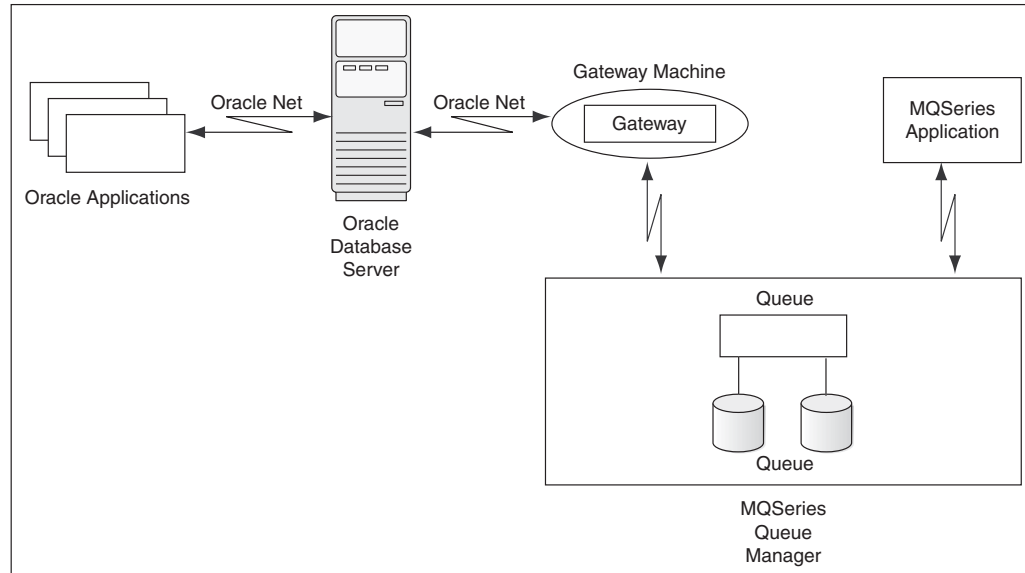 Oracle Applications
Oracle Net
Oracle
Database
Server
Oracle Net
Gateway Machine
Gateway
MQSeries
Application
Queue
Queue
MQSeries
Queue
Manager